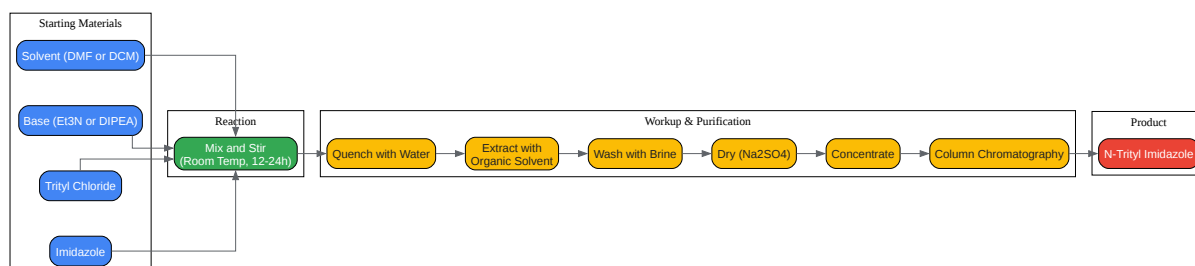 Starting Materials
Solvent (DMF or DCM)
Base (Et3N or DIPEA)
Trityl Chloride
Imidazole
Reaction
Mix and Stir
(Room Temp, 12-24h)
Workup & Purification
Quench with Water
Extract with
Organic Solvent
Wash with Brine
Dry (Na2SO4)
Concentrate
Column Chromatography
Product
N-Trityl Imidazole